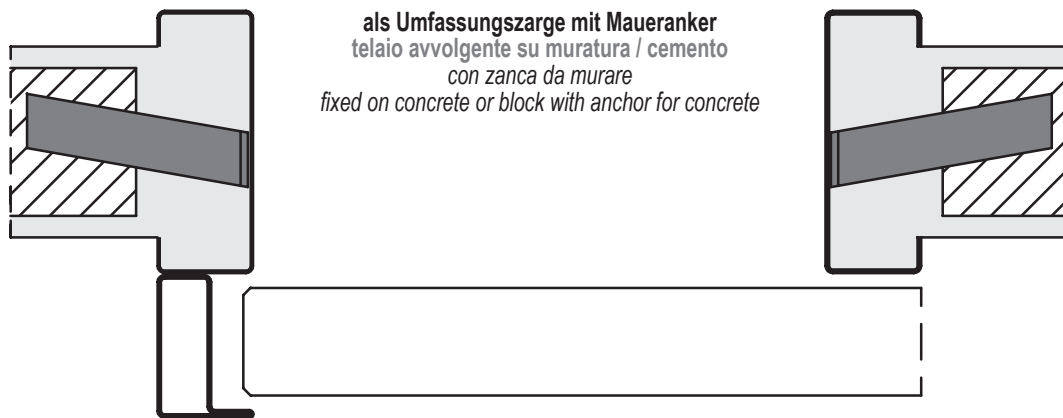 als Umfassungszarge mit Maueranker
telaio avvolgente su muratura / cemento
con zanca da murare
fixed on concrete or block with anchor for concrete